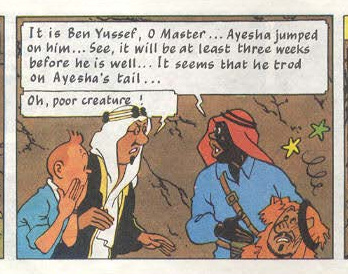 It is Ben Yussef, O Master... Ayesha jumped
on him... See, it will be at least three weeks
before he is well... It seems that he trod
on Ayesha's tail...
Oh, poor creature !